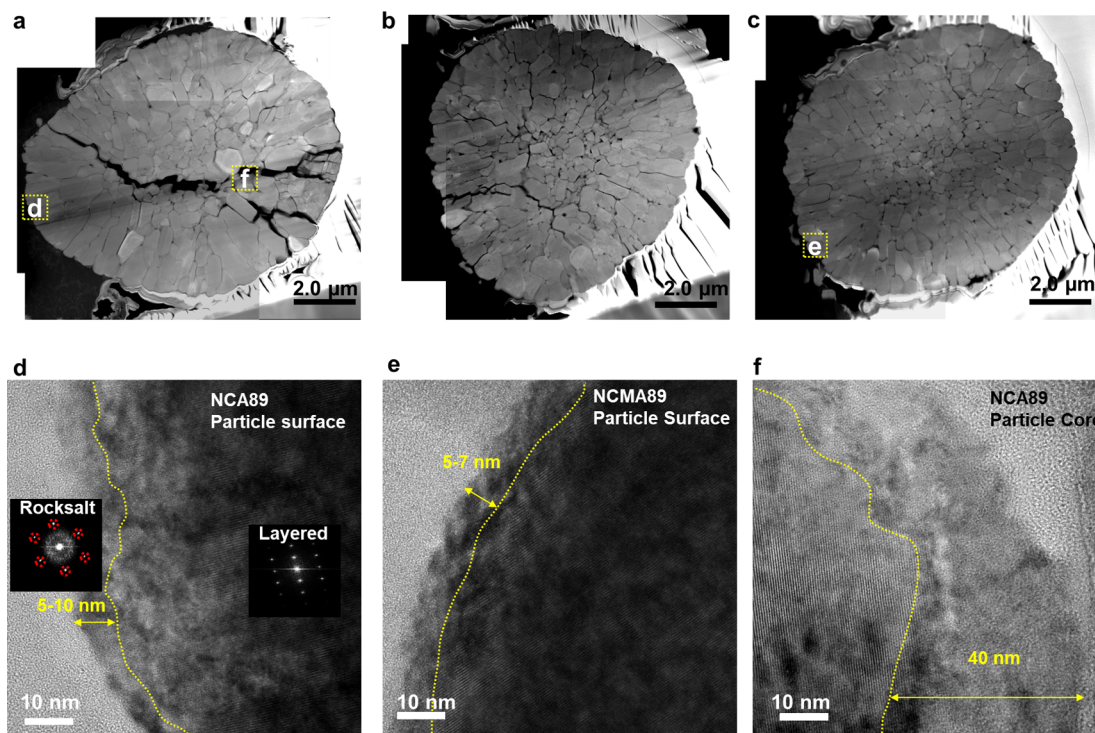 a
b
c
d
f
e
2.0 µm
2.0 µm
2.0 µm
d
e
f
NCA89
Particle surface
NCMA89
Particle Surface
NCA89
Particle Core
5-7 nm
Rocksalt
Layered
5-10 nm
40 nm
10 nm
10 nm
10 nm